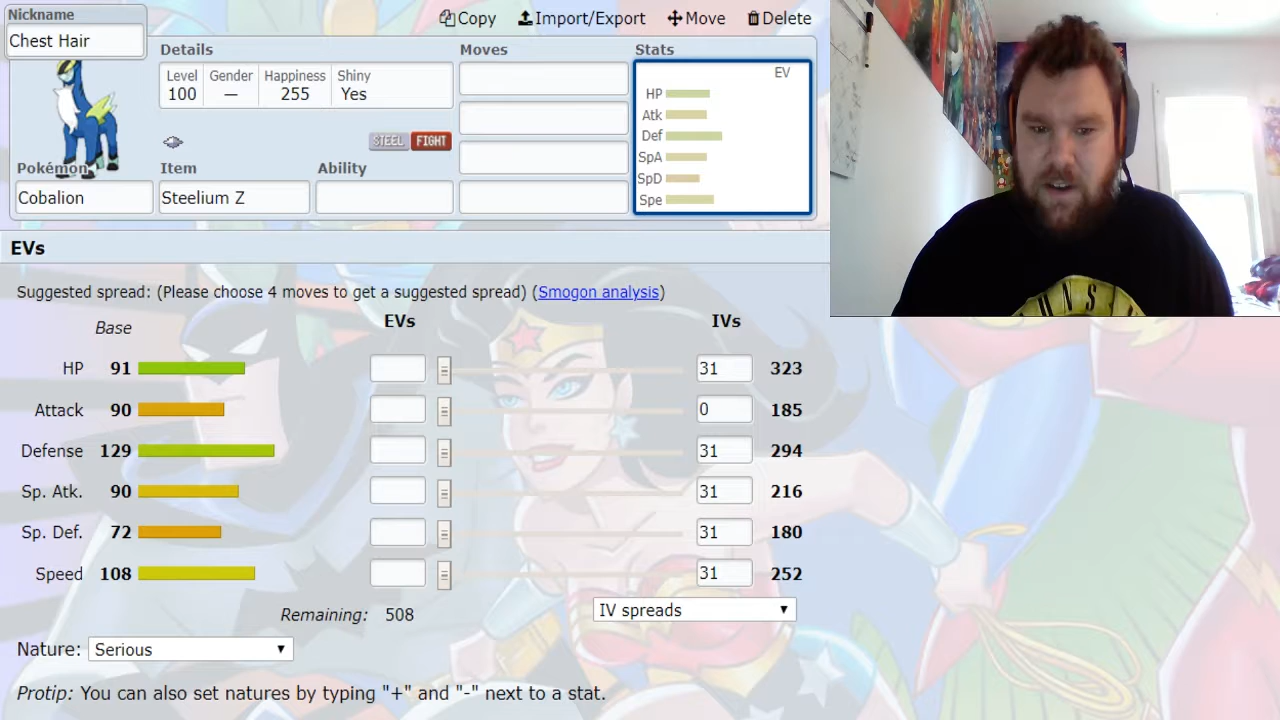 Nickname
Chest Hair
Copy Import/Export Move Delete
Details
Level Gender Happiness Shiny
100 — 255 Yes
STEEL FIGHT
Pokémon Item Ability
Cobalion Steelium Z
Moves
Stats
EV
HP
Atk
Def
SpA
SpD
Spe
EVs
Suggested spread: (Please choose 4 moves to get a suggested spread) (Smogon analysis)
Base EVs IVs
HP 91 31 323
Attack 90 0 185
Defense 129 31 294
Sp. Atk. 90 31 216
Sp. Def. 72 31 180
Speed 108 31 252
Remaining: 508 IV spreads
Nature: Serious
Protip: You can also set natures by typing "+" and "-" next to a stat.